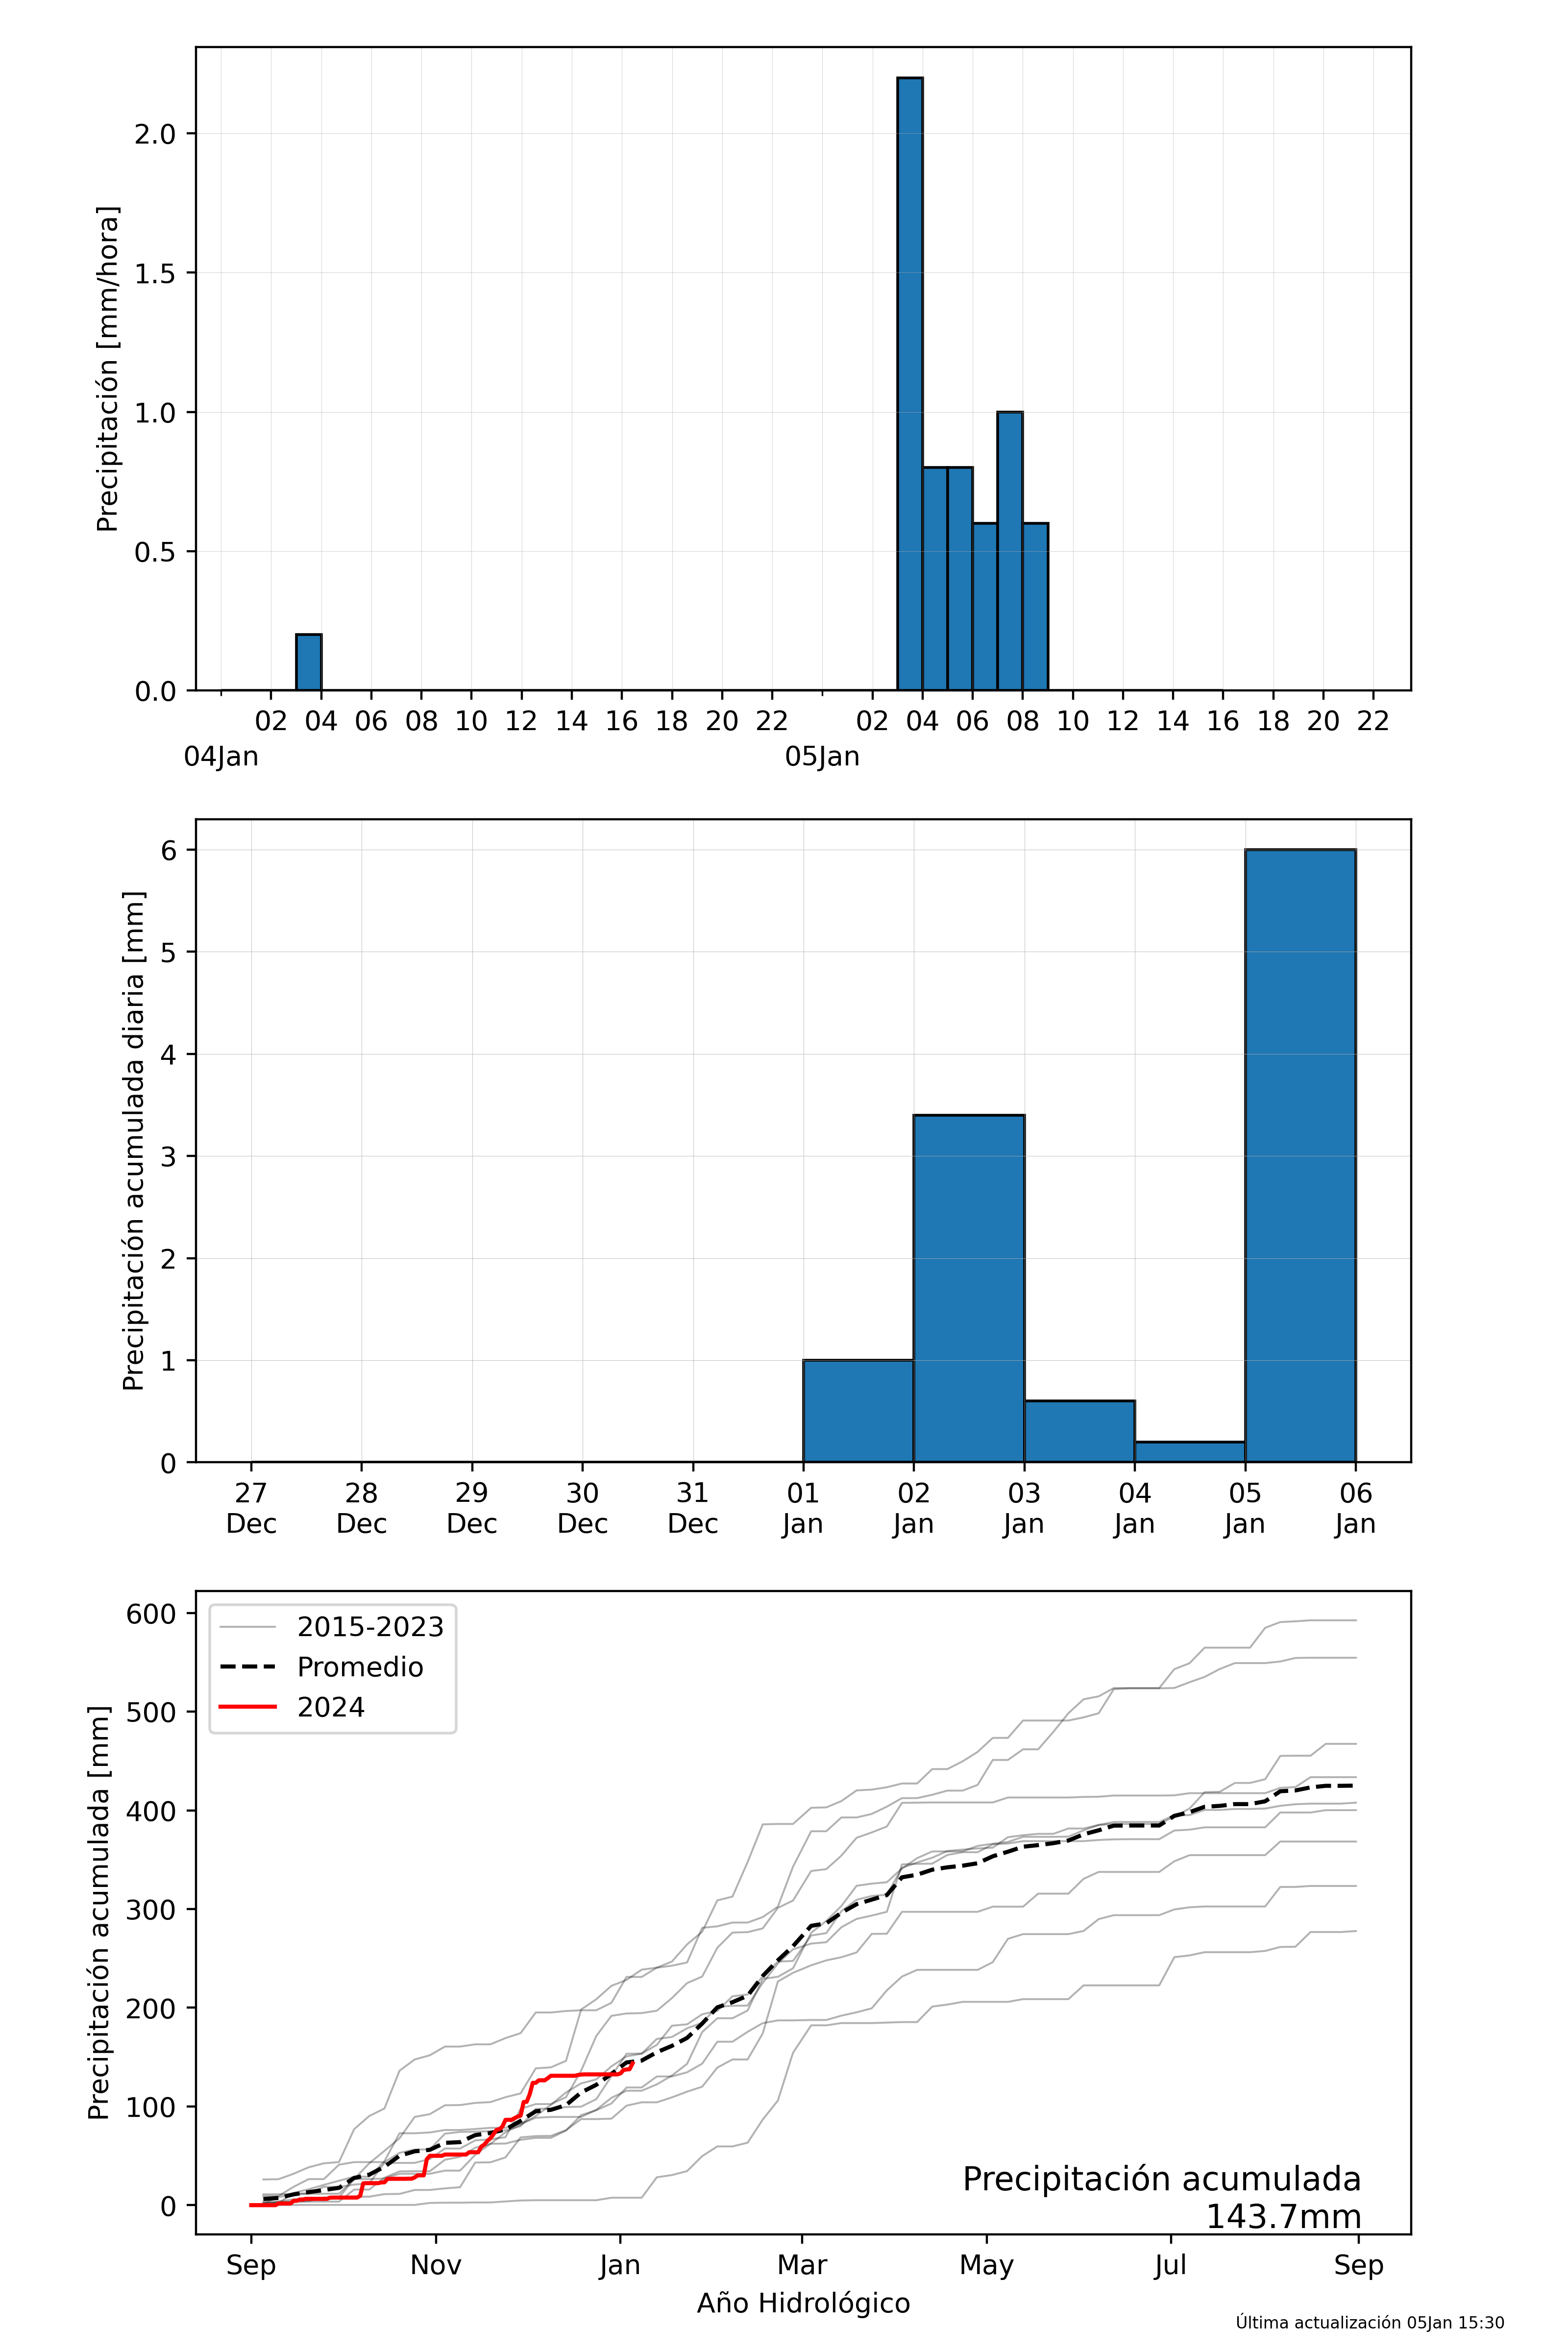 Precipitación [mm/hora]
2.0
1.5
1.0
0.5
0.0
02 04 06 08 10 12 14 16 18 20 22 02 04 06 08 10 12 14 16 18 20 22
04Jan 05Jan
Precipitación acumulada diaria [mm]
6
5
4
3
2
1
0
27 28 29 30 31 01 02 03 04 05 06
Dec Dec Dec Dec Dec Jan Jan Jan Jan Jan Jan
Precipitación acumulada [mm]
600
500
400
300
200
100
0
2015-2023
Promedio
2024
Precipitación acumulada
143.7mm
Sep Nov Jan Mar May Jul Sep
Año Hidrológico
Última actualización 05Jan 15:30